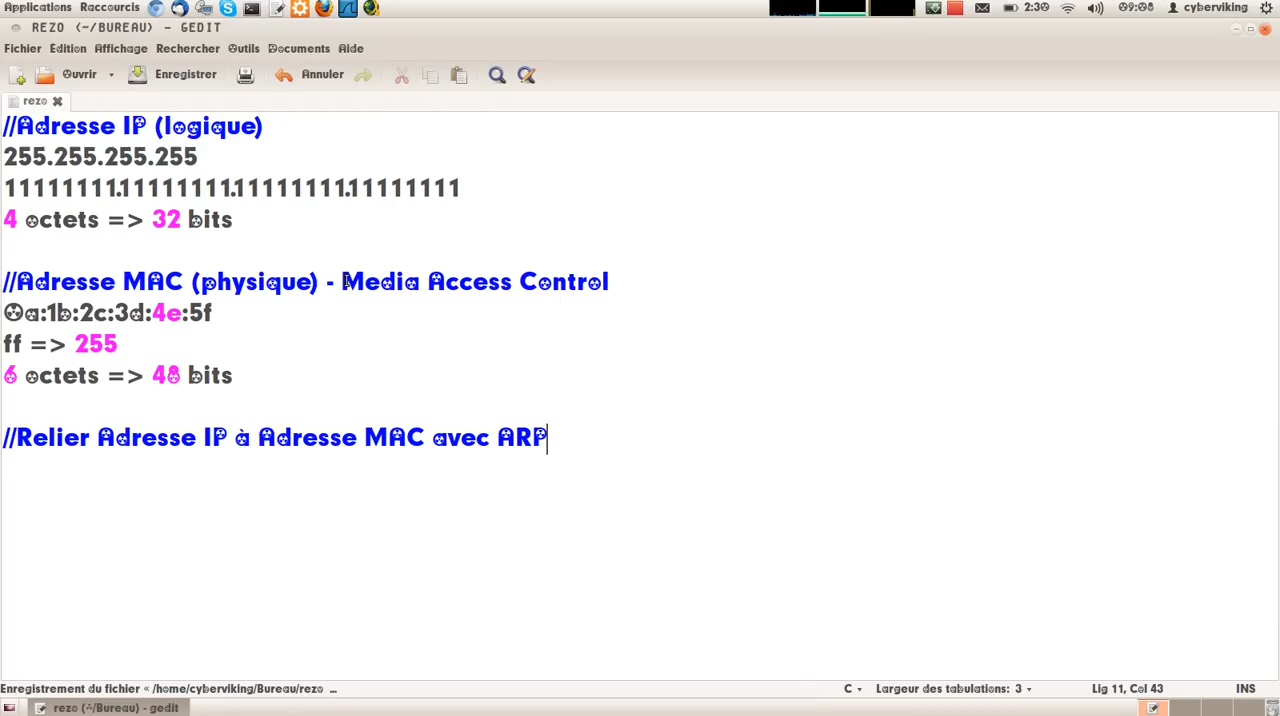 Applications Raccourcis 2:30 09:08 cyberviking
REZO (~/BUREAU) - GEDIT
Fichier Édition Affichage Rechercher Outils Documents Aide
Ouvrir Enregistrer Annuler
rezo
//Adresse IP (logique)
255.255.255.255
11111111.11111111.11111111.11111111
4 octets => 32 bits
//Adresse MAC (physique) - Media Access Control
0a:1b:2c:3d:4e:5f
ff => 255
6 octets => 48 bits
//Relier Adresse IP à Adresse MAC avec ARP
Enregistrement du fichier « /home/cyberviking/Bureau/rezo … C Largeur des tabulations: 3 Lig 11, Col 43 INS
rezo (~/Bureau) - gedit